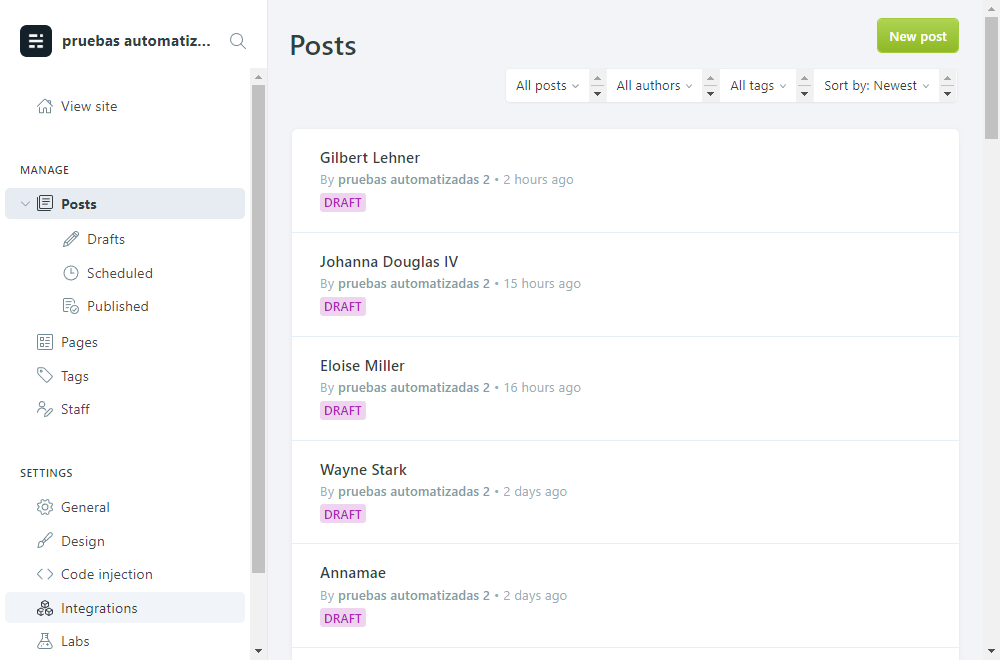 pruebas automatiz...
View site
MANAGE
Posts
Drafts
Scheduled
Published
Pages
Tags
Staff
SETTINGS
General
Design
Code injection
Integrations
Labs
Posts
New post
All posts
All authors
All tags
Sort by: Newest
Gilbert Lehner
By pruebas automatizadas 2 • 2 hours ago
DRAFT
Johanna Douglas IV
By pruebas automatizadas 2 • 15 hours ago
DRAFT
Eloise Miller
By pruebas automatizadas 2 • 16 hours ago
DRAFT
Wayne Stark
By pruebas automatizadas 2 • 2 days ago
DRAFT
Annamae
By pruebas automatizadas 2 • 2 days ago
DRAFT